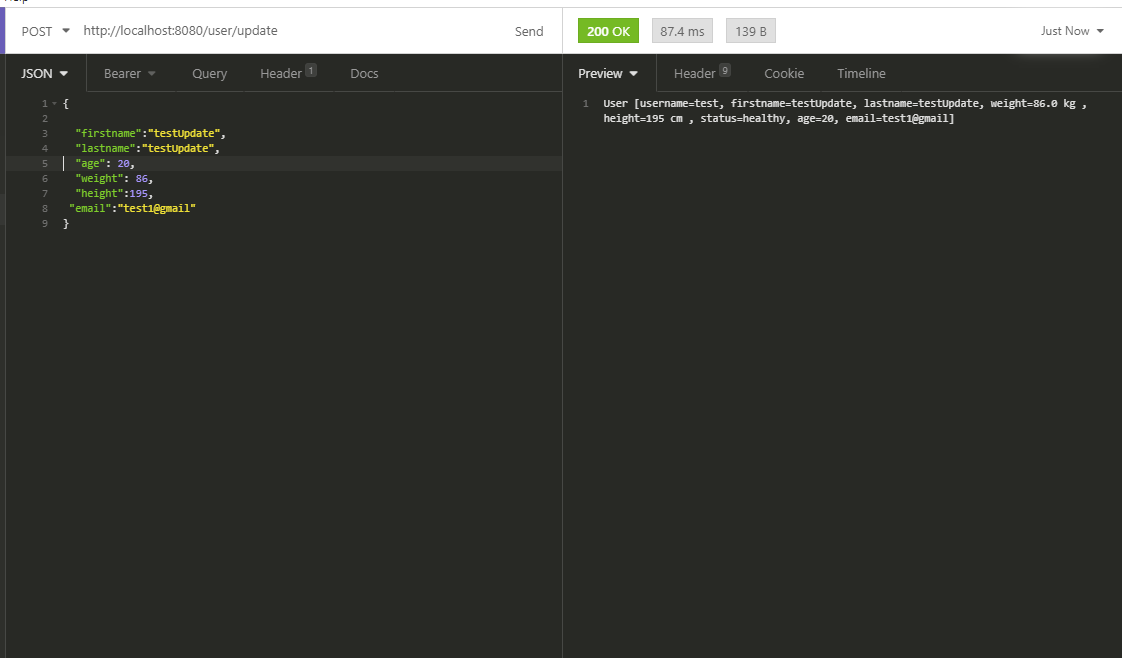 POST http://localhost:8080/user/update Send 200 OK 87.4 ms 139 B Just Now
JSON Bearer Query Header 1 Docs
Preview Header 9 Cookie Timeline
1 {
2
3 "firstname":"testUpdate",
4 "lastname":"testUpdate",
5 "age": 20,
6 "weight": 86,
7 "height":195,
8 "email":"test1@gmail"
9 }
1 User [username=test, firstname=testUpdate, lastname=testUpdate, weight=86.0 kg ,
height=195 cm , status=healthy, age=20, email=test1@gmail]